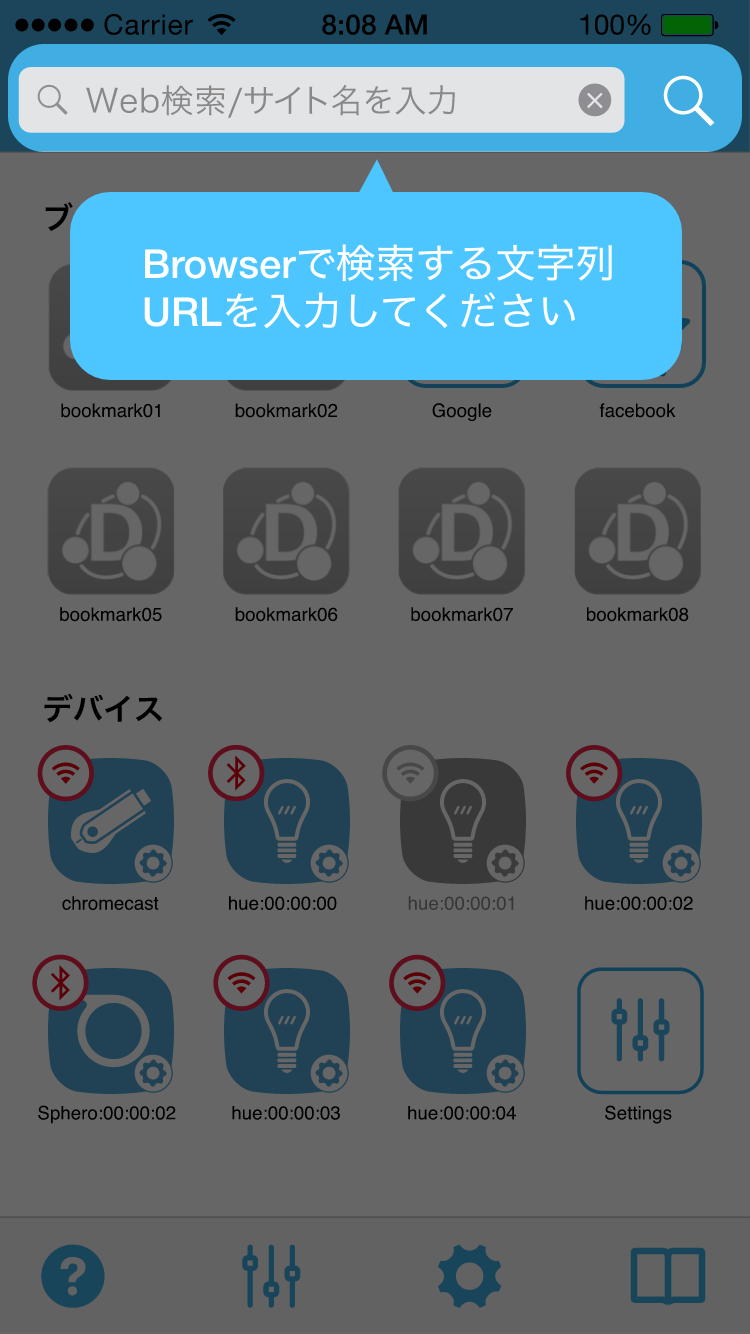 Carrier 8:08 AM 100%
Web検索/サイト名を入力
ブ
Browserで検索する文字列
URLを入力してください
bookmark01 bookmark02 Google facebook
D D D D
bookmark05 bookmark06 bookmark07 bookmark08
デバイス
chromecast hue:00:00:00 hue:00:00:01 hue:00:00:02
Sphero:00:00:02 hue:00:00:03 hue:00:00:04 Settings
?